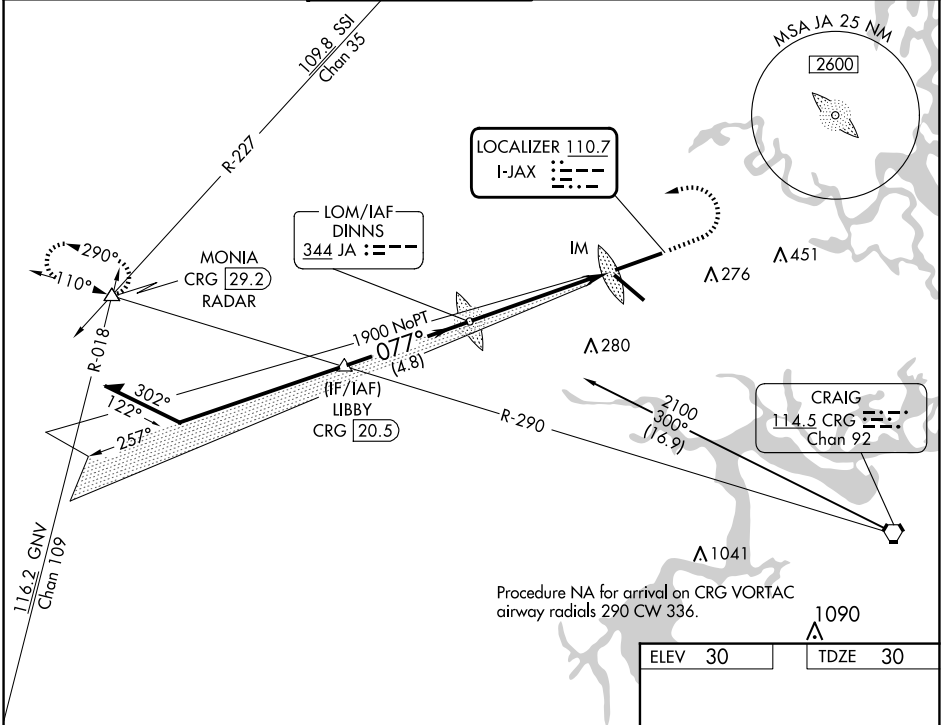 109.8 SSI
Chan 35
R-227
MSA JA 25 NM
2600
LOCALIZER 110.7
I-JAX
LOM/IAF
DINNS
344 JA
IM
276
451
290°
110°
MONIA
CRG 29.2
RADAR
R-018
1900 NoPT
077°
(4.8)
280
302°
122°
257°
(IF/IAF)
LIBBY
CRG 20.5
R-290
2100
300°
(16.9)
CRAIG
114.5 CRG
Chan 92
116.2 GNV
Chan 109
1041
Procedure NA for arrival on CRG VORTAC
airway radials 290 CW 336.
1090
ELEV 30
TDZE 30